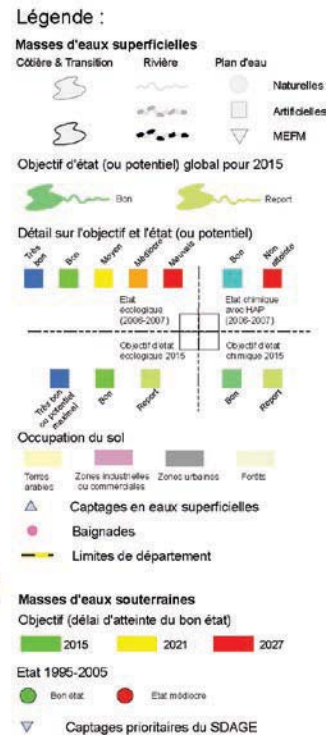 Légende :
Masses d'eaux superficielles
Côtière & Transition Rivière Plan d'eau
Naturelles
Artificielles
MEFM
Objectif d'état (ou potentiel) global pour 2015
Bon Report
Détail sur l'objectif et l'état (ou potentiel)
Très bon Bon Moyen Médiocre Mauvais Bon Non atteinte
Etat écologique (2006-2007)
Etat chimique avec HAP (2006-2007)
Objectif d'état écologique 2015
Objectif d'état chimique 2015
Très bon ou potentiel maximal Bon Report Bon Report
Occupation du sol
Terres arables
Zones industrielles ou commerciales
Zones urbaines
Forêts
Captages en eaux superficielles
Baignades
Limites de département
Masses d'eaux souterraines
Objectif (délai d'atteinte du bon état)
2015 2021 2027
Etat 1995-2005
Bon état Etat médiocre
Captages prioritaires du SDAGE